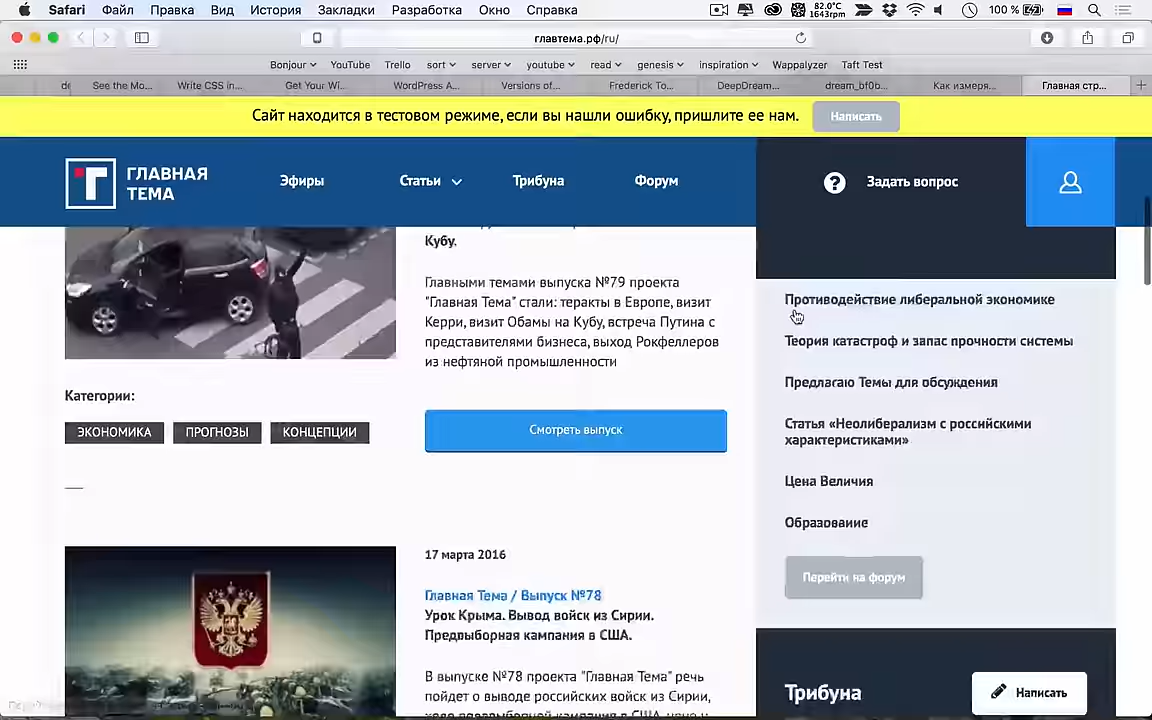 Safari Файл Правка Вид История Закладки Разработка Окно Справка 82.0°C 1643rpm 100 %
главтема.рф/ru/
Bonjour YouTube Trello sort server youtube read genesis inspiration Wappalyzer Taft Test
See the Mo... Write CSS in... Get Your Wi... WordPress A... Versions of... Frederick To... DeepDream... dream_bf0b... Как измеря... Главная стр...
Сайт находится в тестовом режиме, если вы нашли ошибку, пришлите ее нам. Написать
ГЛАВНАЯ ТЕМА
Эфиры Статьи Трибуна Форум Задать вопрос
Кубу.
Главными темами выпуска №79 проекта
"Главная Тема" стали: теракты в Европе, визит
Керри, визит Обамы на Кубу, встреча Путина с
представителями бизнеса, выход Рокфеллеров
из нефтяной промышленности
Категории:
ЭКОНОМИКА ПРОГНОЗЫ КОНЦЕПЦИИ
Смотреть выпуск
17 марта 2016
Главная Тема / Выпуск №78
Урок Крыма. Вывод войск из Сирии.
Предвыборная кампания в США.
В выпуске №78 проекта "Главная Тема" речь
пойдет о выводе российских войск из Сирии,
Противодействие либеральной экономике
Теория катастроф и запас прочности системы
Предлагаю Темы для обсуждения
Статья «Неолиберализм с российскими
характеристиками»
Цена Величия
Образование
Перейти на форум
Трибуна
Написать